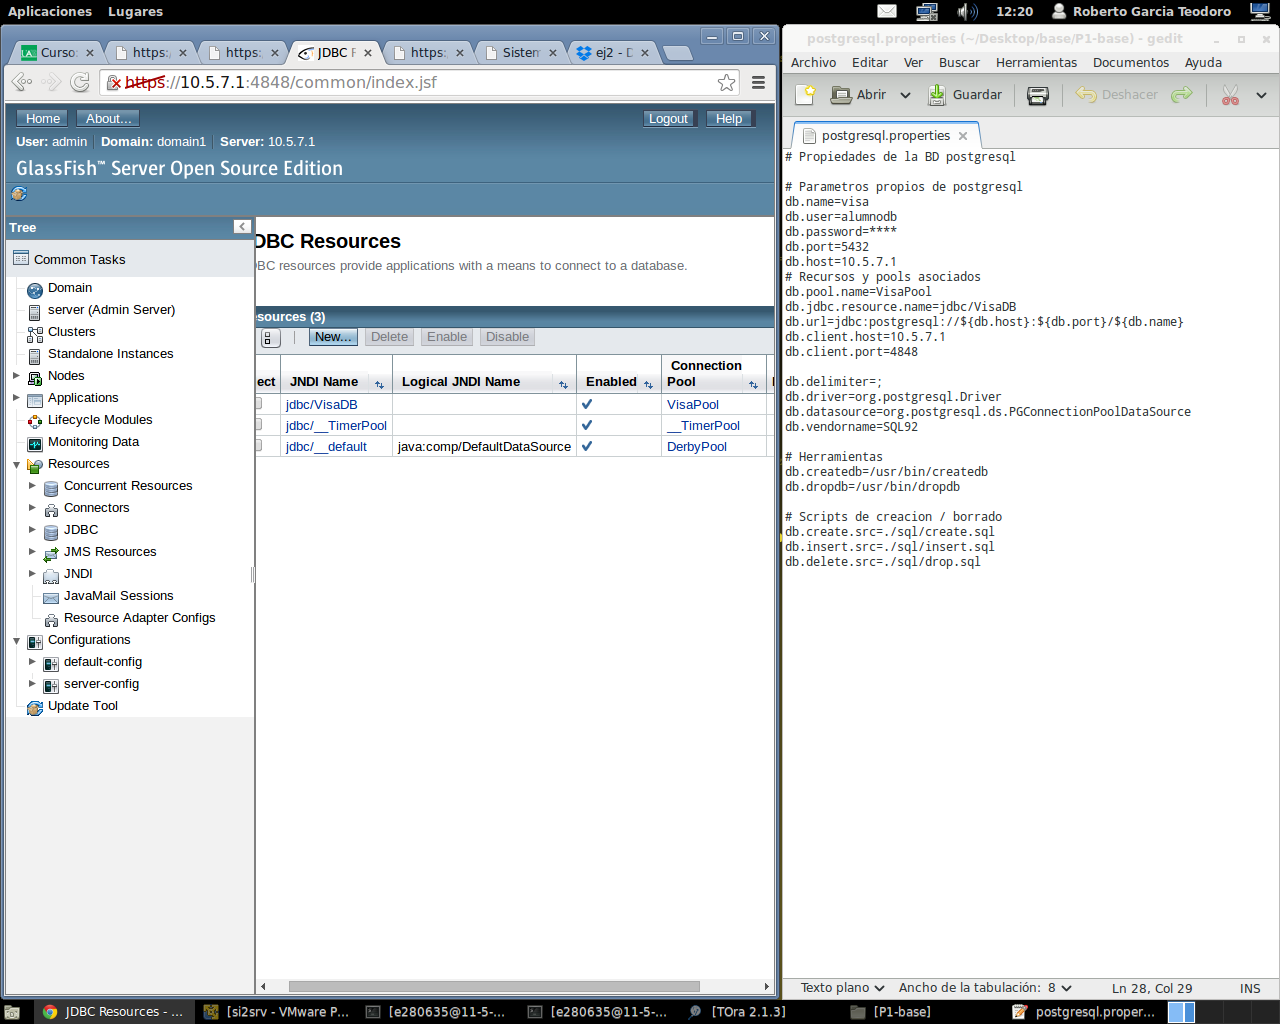 Aplicaciones Lugares 12:20 Roberto Garcia Teodoro
Curso: https:/ https: JDBC F https: Sistem ej2 - D
https://10.5.7.1:4848/common/index.jsf
Home About... Logout Help
User: admin Domain: domain1 Server: 10.5.7.1
GlassFish™ Server Open Source Edition
Tree
Common Tasks
Domain
server (Admin Server)
Clusters
Standalone Instances
Nodes
Applications
Lifecycle Modules
Monitoring Data
Resources
Concurrent Resources
Connectors
JDBC
JMS Resources
JNDI
JavaMail Sessions
Resource Adapter Configs
Configurations
default-config
server-config
Update Tool
DBC Resources
BC resources provide applications with a means to connect to a database.
esources (3)
New... Delete Enable Disable
ect JNDI Name Logical JNDI Name Enabled Connection Pool
jdbc/VisaDB VisaPool
jdbc/__TimerPool __TimerPool
jdbc/__default java:comp/DefaultDataSource DerbyPool
postgresql.properties (~/Desktop/base/P1-base) - gedit
Archivo Editar Ver Buscar Herramientas Documentos Ayuda
Abrir Guardar Deshacer
postgresql.properties
# Propiedades de la BD postgresql
# Parametros propios de postgresql
db.name=visa
db.user=alumnodb
db.password=****
db.port=5432
db.host=10.5.7.1
# Recursos y pools asociados
db.pool.name=VisaPool
db.jdbc.resource.name=jdbc/VisaDB
db.url=jdbc:postgresql://${db.host}:${db.port}/${db.name}
db.client.host=10.5.7.1
db.client.port=4848
db.delimiter=;
db.driver=org.postgresql.Driver
db.datasource=org.postgresql.ds.PGConnectionPoolDataSource
db.vendorname=SQL92
# Herramientas
db.createdb=/usr/bin/createdb
db.dropdb=/usr/bin/dropdb
# Scripts de creacion / borrado
db.create.src=./sql/create.sql
db.insert.src=./sql/insert.sql
db.delete.src=./sql/drop.sql
Texto plano Ancho de la tabulación: 8 Ln 28, Col 29 INS
JDBC Resources - ... [si2srv - VMware P... [e280635@11-5-... [e280635@11-5-... [TOra 2.1.3] [P1-base] postgresql.proper...